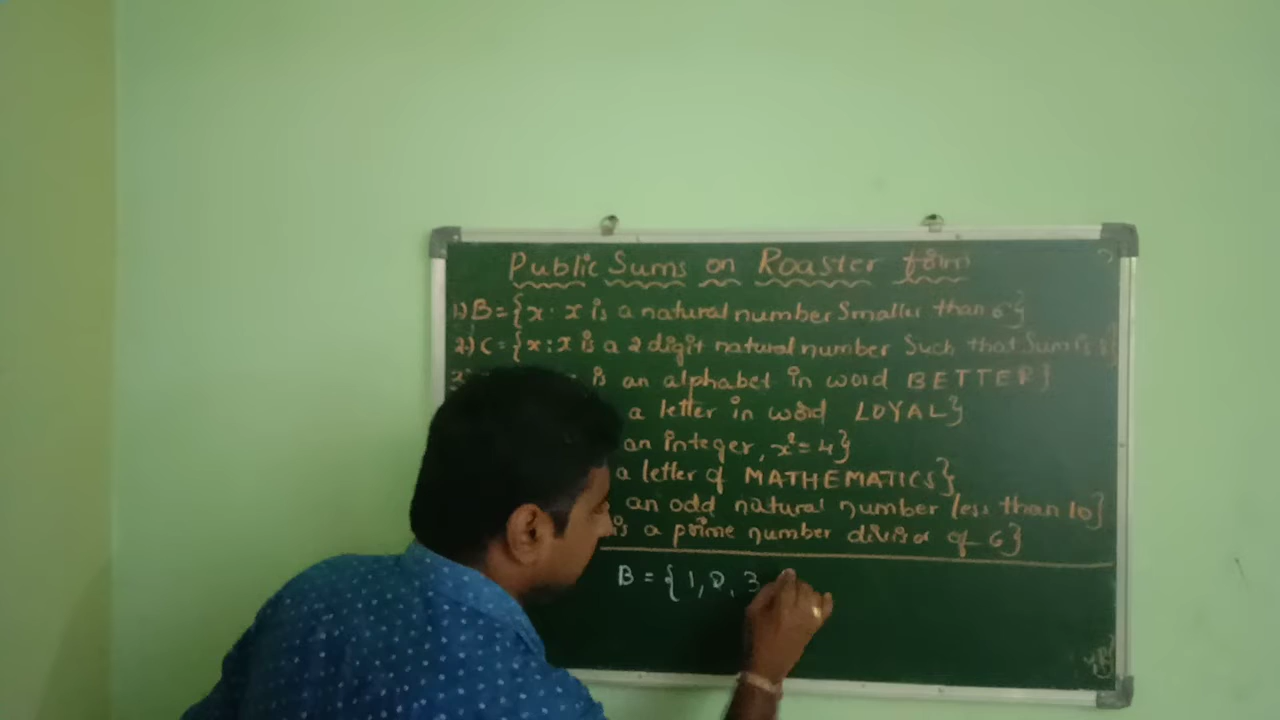 Public Sums on Roaster form
1) B = {x : x is a natural number Smaller than 6}
2) C = {x : x is a 2 digit natural number Such that Sum is 8}
is an alphabet in word BETTER}
a letter in word LOYAL}
an integer, x² = 4}
a letter of MATHEMATICS}
an odd natural number less than 10}
is a prime number divisor of 6}
B = {1, 2, 3